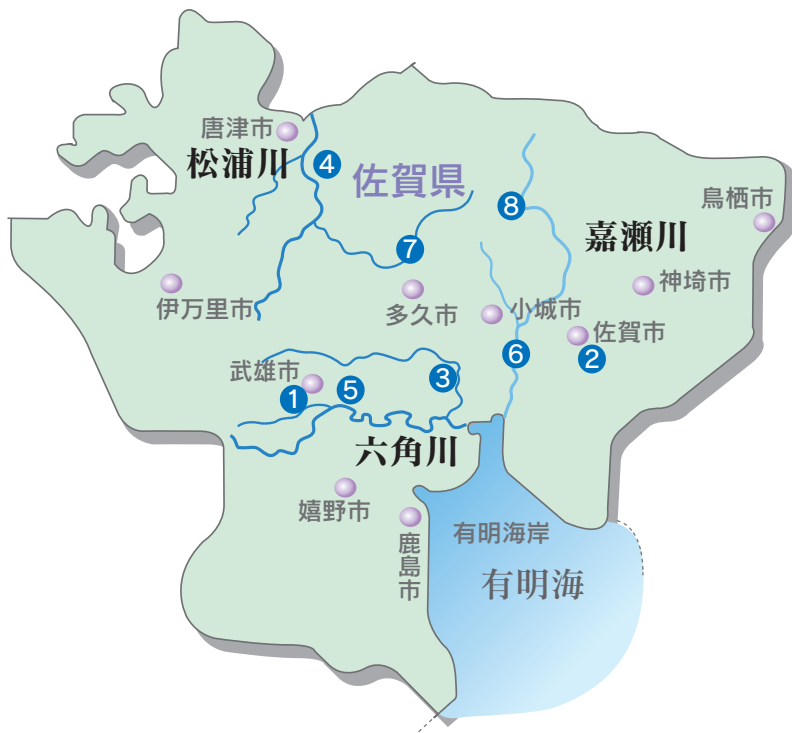 唐津市
松浦川
4
佐賀県
8
鳥栖市
嘉瀬川
7
神埼市
伊万里市
多久市
小城市
佐賀市
6
2
武雄市
3
5
1
六角川
嬉野市
鹿島市
有明海岸
有明海